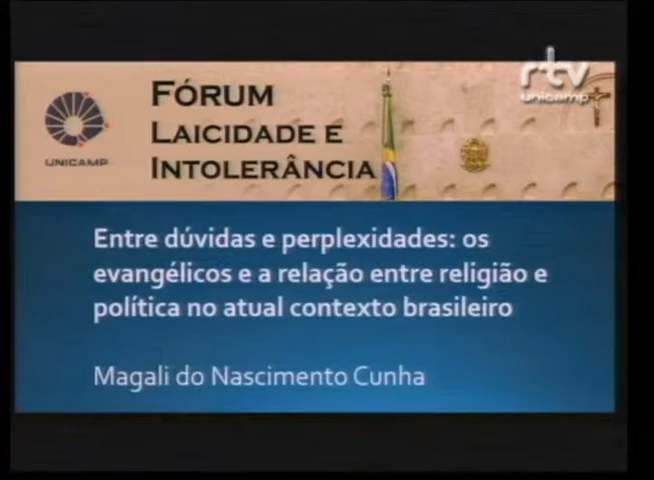 rtv
unicamp
UNICAMP
FÓRUM
LAICIDADE E
INTOLERÂNCIA
Entre dúvidas e perplexidades: os
evangélicos e a relação entre religião e
política no atual contexto brasileiro
Magali do Nascimento Cunha